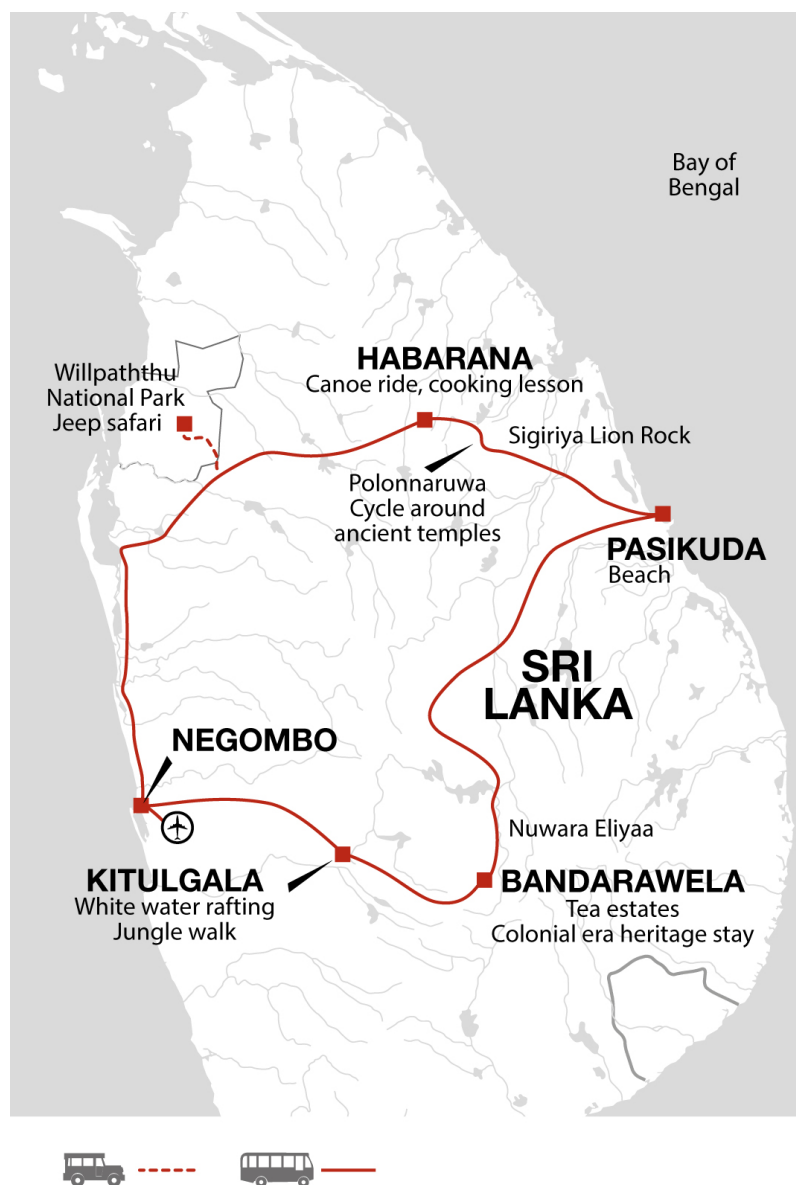 Bay of
Bengal
HABARANA
Canoe ride, cooking lesson
Willpaththu
National Park
Jeep safari
Sigiriya Lion Rock
Polonnaruwa
Cycle around
ancient temples
PASIKUDA
Beach
SRI
LANKA
NEGOMBO
Nuwara Eliyaa
KITULGALA
White water rafting
Jungle walk
BANDARAWELA
Tea estates
Colonial era heritage stay